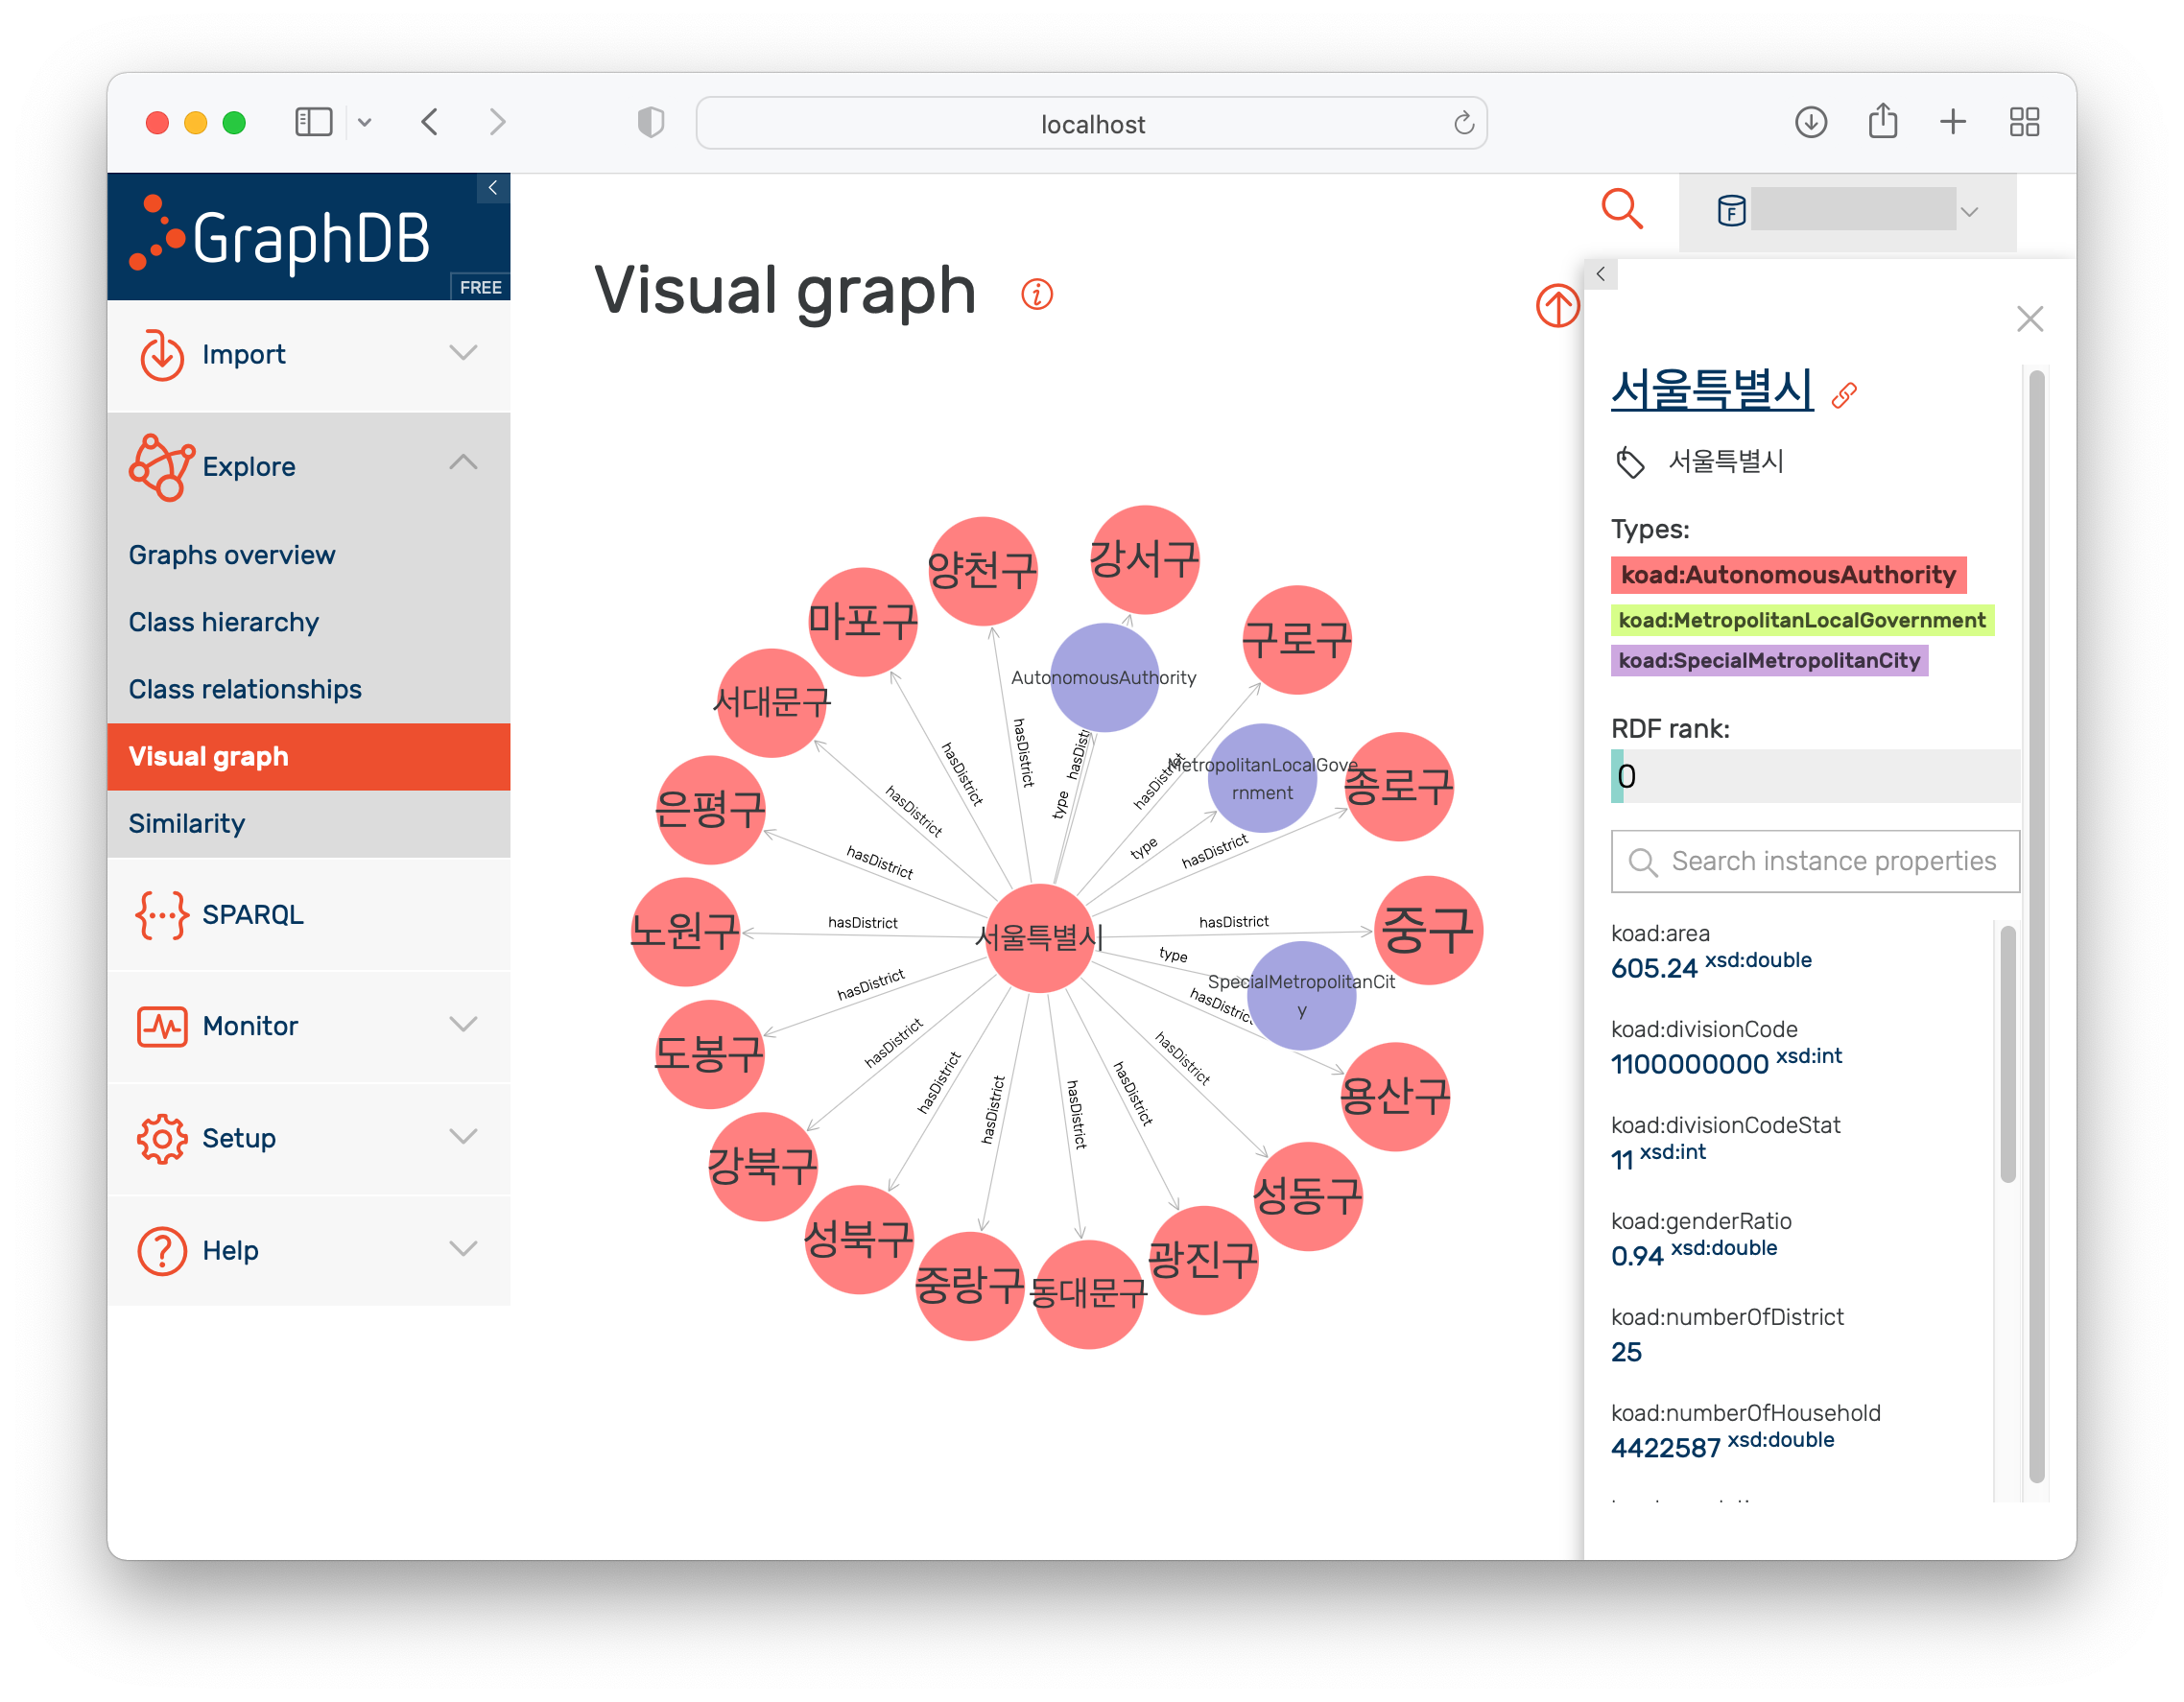 localhost
GraphDB
FREE
Import
Explore
Graphs overview
Class hierarchy
Class relationships
Visual graph
Similarity
SPARQL
Monitor
Setup
Help
F
Visual graph
i
강서구
양천구
마포구
구로구
AutonomousAuthority
서대문구
hasDistrict
hasDistri
hasDistrict
hasDistrict
MetropolitanLocalGove
rnment
종로구
은평구
type
hasDistrict
type
hasDistrict
hasDistrict
중구
노원구
hasDistrict
서울특별시
hasDistrict
type
SpecialMetropolitanCit
y
hasDistrict
hasDistrict
도봉구
용산구
hasDistrict
hasDistrict
hasDistrict
hasDistrict
hasDistrict
hasDistrict
강북구
성동구
성북구
광진구
중랑구
동대문구
서울특별시
서울특별시
Types:
koad:AutonomousAuthority
koad:MetropolitanLocalGovernment
koad:SpecialMetropolitanCity
RDF rank:
0
Search instance properties
koad:area
605.24 xsd:double
koad:divisionCode
1100000000 xsd:int
koad:divisionCodeStat
11 xsd:int
koad:genderRatio
0.94 xsd:double
koad:numberOfDistrict
25
koad:numberOfHousehold
4422587 xsd:double